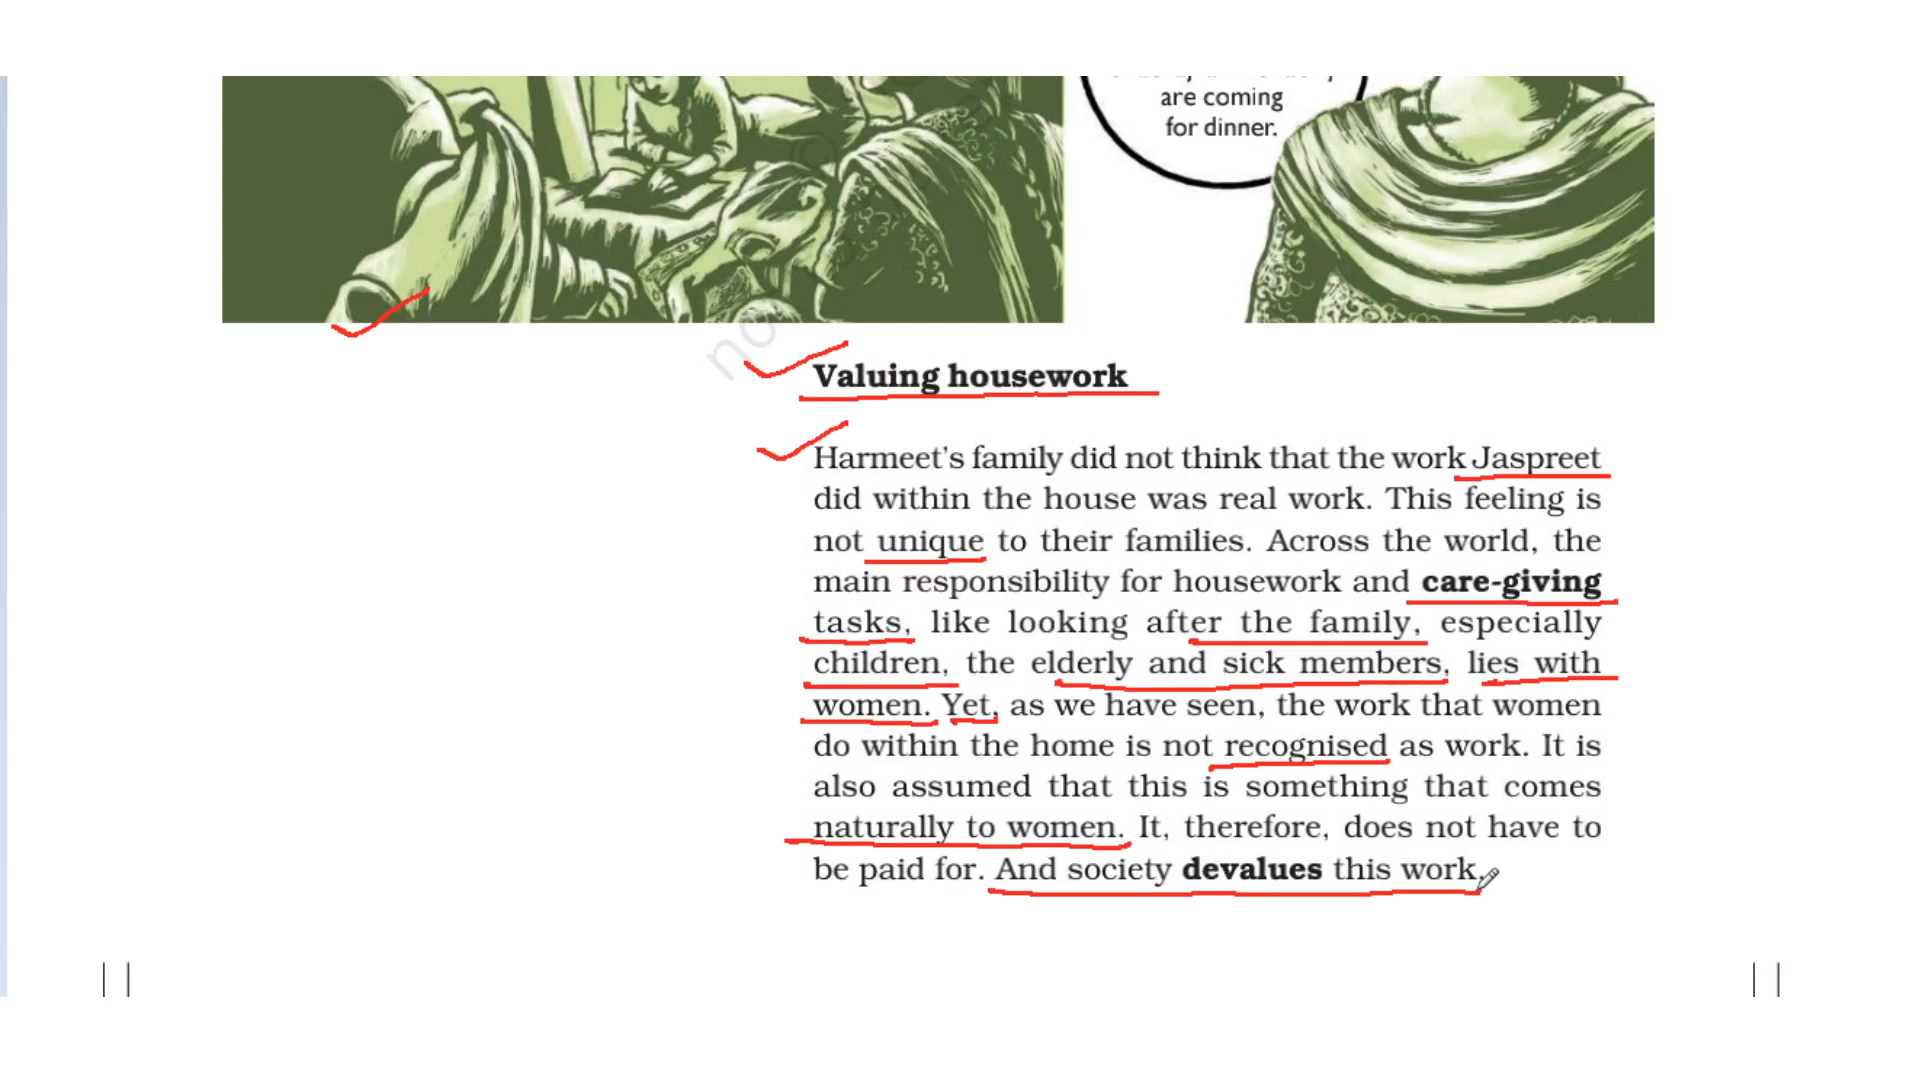 are coming
for dinner.
no
Valuing housework
Harmeet's family did not think that the work Jaspreet
did within the house was real work. This feeling is
not unique to their families. Across the world, the
main responsibility for housework and care-giving
tasks, like looking after the family, especially
children, the elderly and sick members, lies with
women. Yet, as we have seen, the work that women
do within the home is not recognised as work. It is
also assumed that this is something that comes
naturally to women. It, therefore, does not have to
be paid for. And society devalues this work.